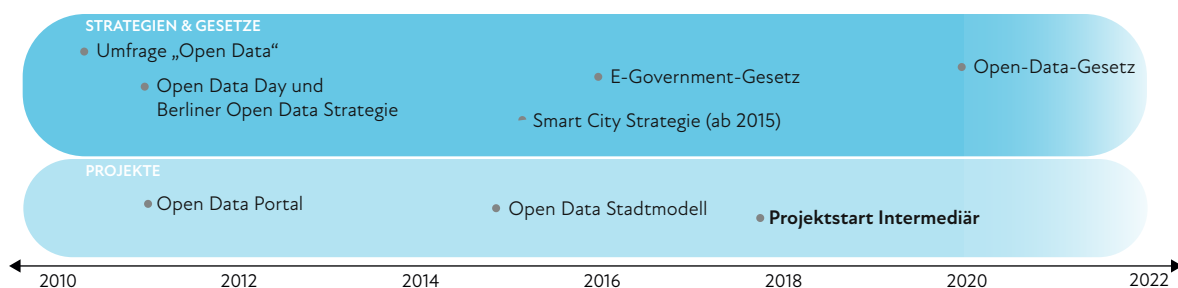 STRATEGIEN & GESETZE
Umfrage „Open Data“
Open Data Day und
Berliner Open Data Strategie
E-Government-Gesetz
Smart City Strategie (ab 2015)
Open-Data-Gesetz
PROJEKTE
Open Data Portal
Open Data Stadtmodell
Projektstart Intermediär
2010 2012 2014 2016 2018 2020 2022